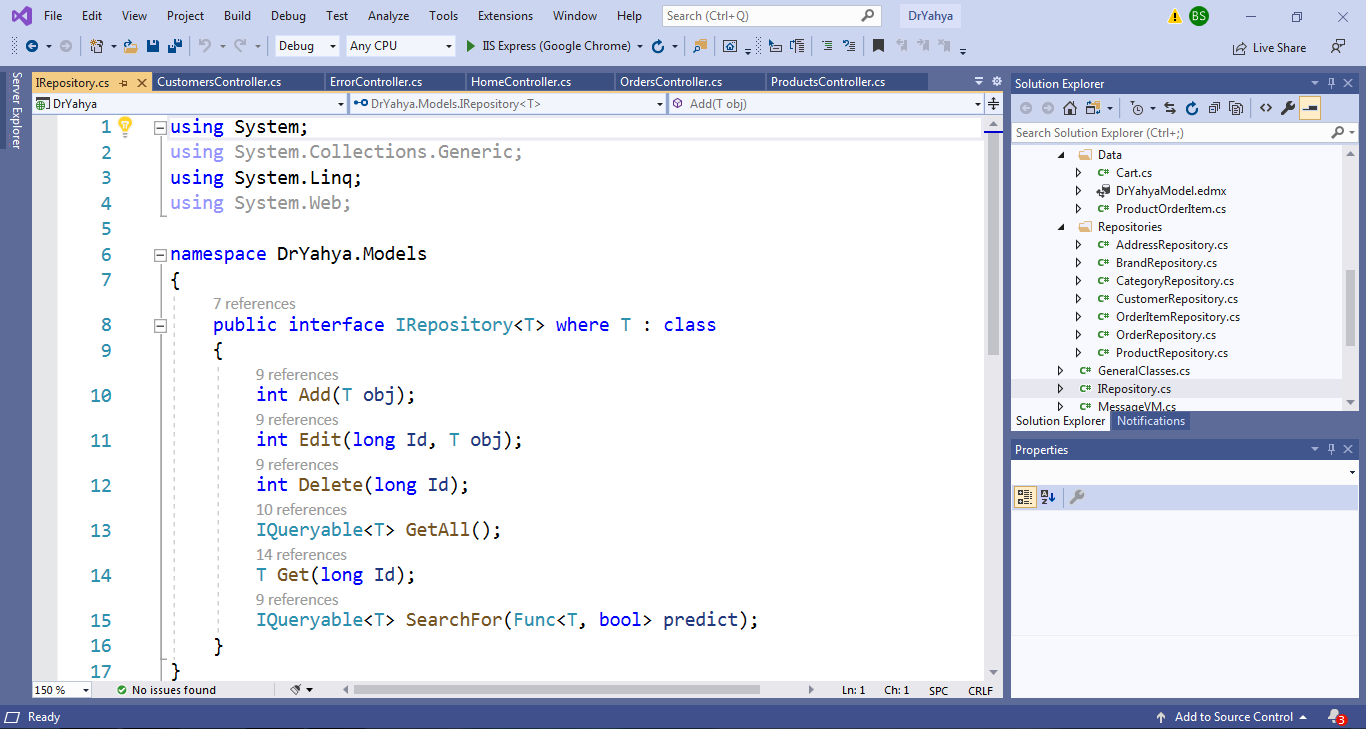 File Edit View Project Build Debug Test Analyze Tools Extensions Window Help Search (Ctrl+Q) DrYahya BS
Debug Any CPU IIS Express (Google Chrome) Live Share
Server Explorer
IRepository.cs CustomersController.cs ErrorController.cs HomeController.cs OrdersController.cs ProductsController.cs
DrYahya DrYahya.Models.IRepository<T> Add(T obj)
1 using System;
2 using System.Collections.Generic;
3 using System.Linq;
4 using System.Web;
5
6 namespace DrYahya.Models
7 {
7 references
8 public interface IRepository<T> where T : class
9 {
9 references
10 int Add(T obj);
9 references
11 int Edit(long Id, T obj);
9 references
12 int Delete(long Id);
10 references
13 IQueryable<T> GetAll();
14 references
14 T Get(long Id);
9 references
15 IQueryable<T> SearchFor(Func<T, bool> predict);
16 }
17 }
150 % No issues found Ln: 1 Ch: 1 SPC CRLF
Solution Explorer
Search Solution Explorer (Ctrl+;)
Data
C# Cart.cs
DrYahyaModel.edmx
C# ProductOrderItem.cs
Repositories
C# AddressRepository.cs
C# BrandRepository.cs
C# CategoryRepository.cs
C# CustomerRepository.cs
C# OrderItemRepository.cs
C# OrderRepository.cs
C# ProductRepository.cs
C# GeneralClasses.cs
C# IRepository.cs
C# MessageVM.cs
Solution Explorer Notifications
Properties
Ready Add to Source Control 3